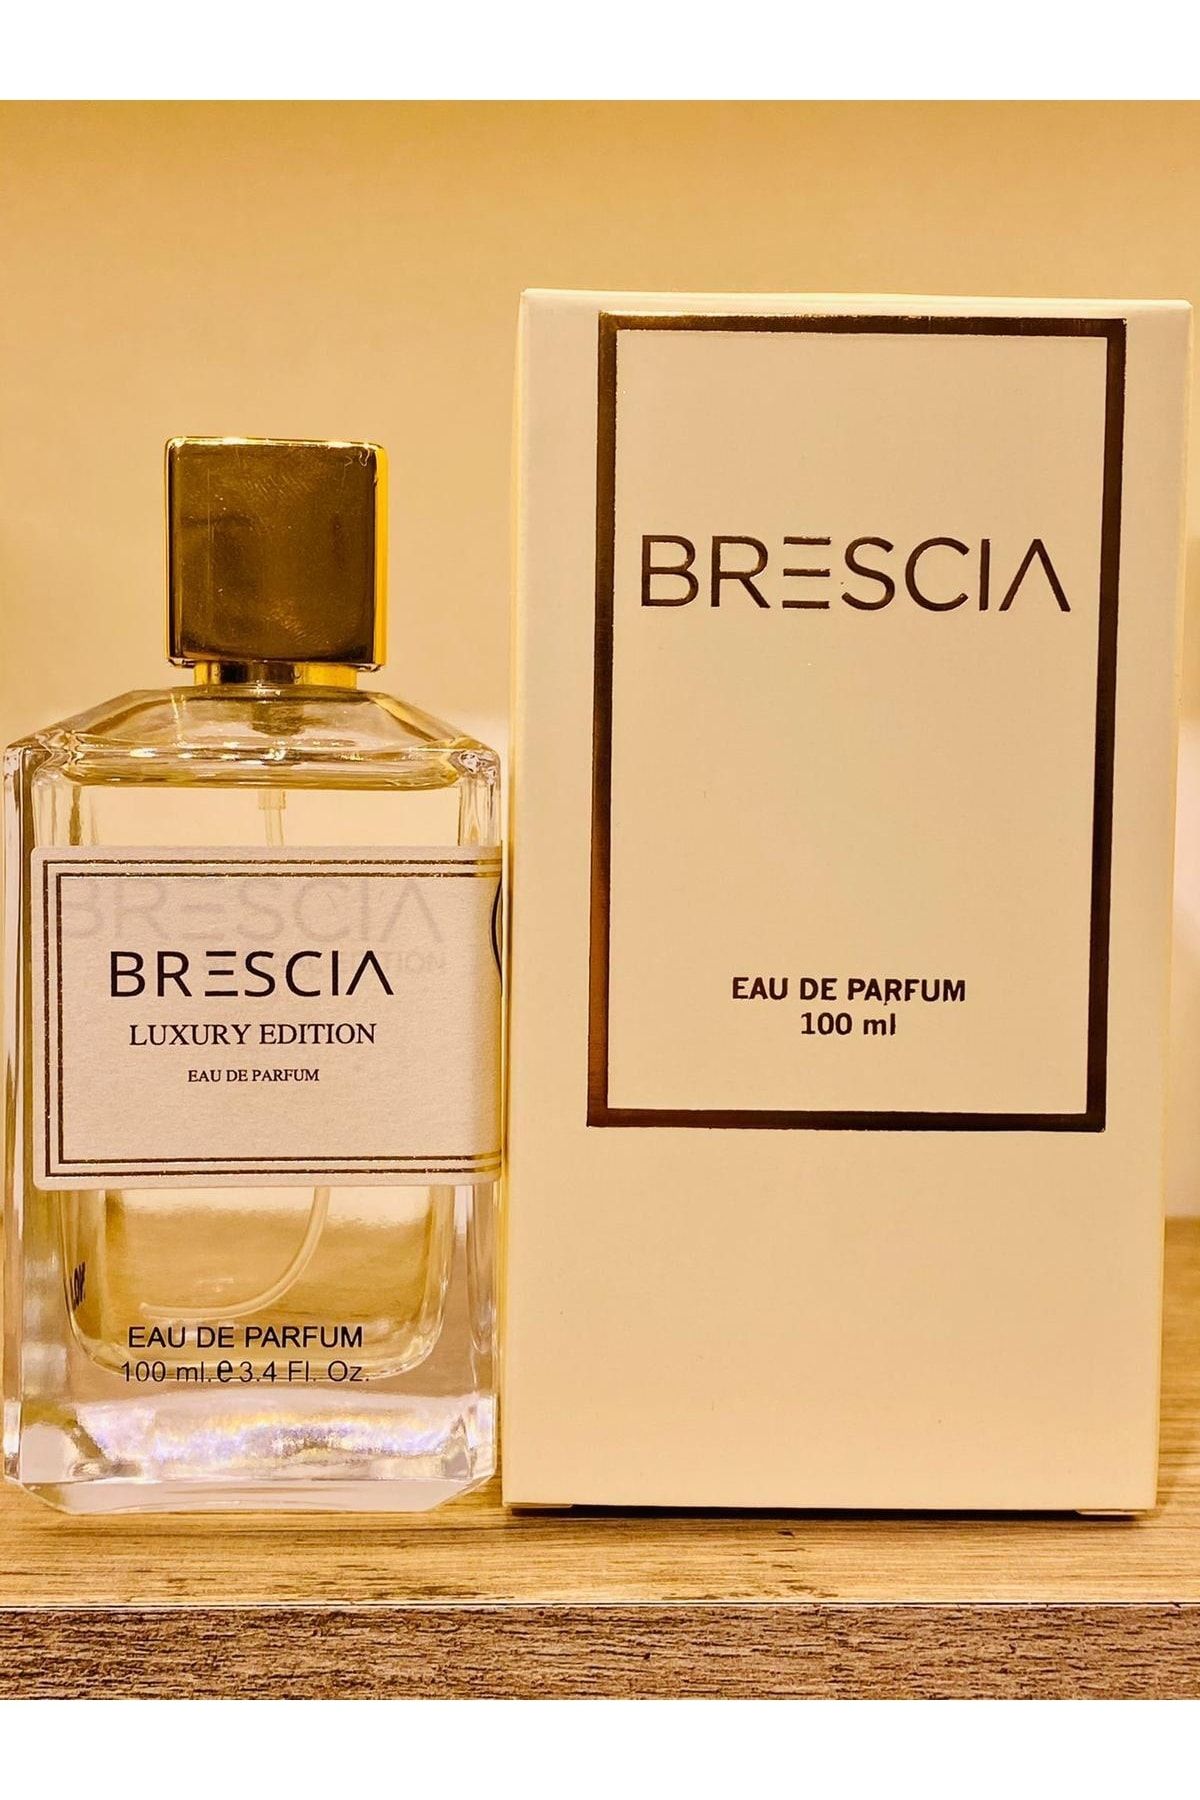 BRESCIA
LUXURY EDITION
EAU DE PARFUM
EAU DE PARFUM
100 ml.e3.4 Fl. Oz.
BRESCIA
EAU DE PARFUM
100 ml